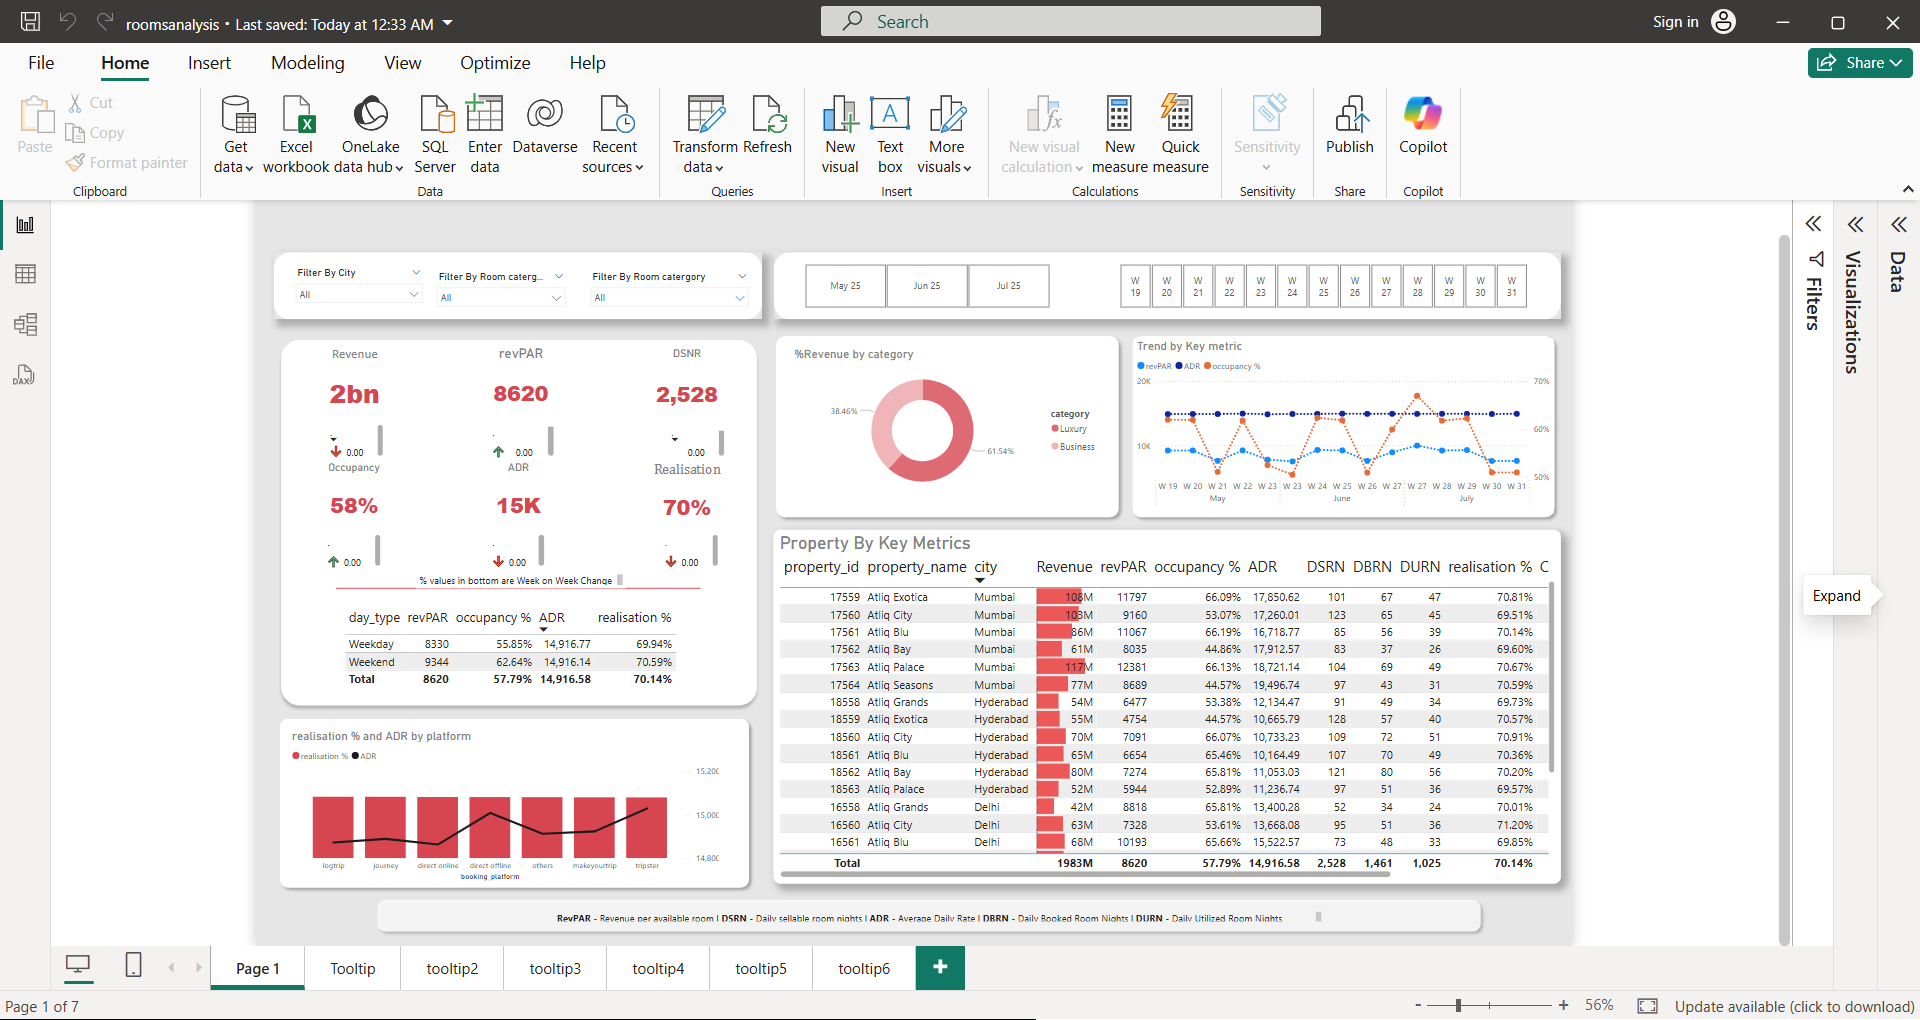 roomsanalysis • Last saved: Today at 12:33 AM
Search
Sign in
File Home Insert Modeling View Optimize Help
Share
Paste
Cut
Copy
Format painter
Clipboard
Get data
Excel workbook
OneLake data hub
SQL Server
Enter data
Dataverse
Recent sources
Data
Transform data
Refresh
Queries
New visual
Text box
More visuals
Insert
New visual calculation
New measure
Quick measure
Calculations
Sensitivity
Sensitivity
Publish
Share
Copilot
Copilot
DAX
Filter By City
All
Filter By Room caterg...
All
Filter By Room catergory
All
May 25
Jun 25
Jul 25
W 19
W 20
W 21
W 22
W 23
W 24
W 25
W 26
W 27
W 28
W 29
W 30
W 31
Revenue revPAR DSNR
2bn 8620 2,528
0.00 0.00 0.00
Occupancy ADR Realisation
58% 15K 70%
0.00 0.00 0.00
% values in bottom are Week on Week Change
day_type revPAR occupancy % ADR realisation %
Weekday 8330 55.85% 14,916.77 69.94%
Weekend 9344 62.64% 14,916.14 70.59%
Total 8620 57.79% 14,916.58 70.14%
realisation % and ADR by platform
realisation % ADR
15,20
15,00
14,80
logtrip journey direct online direct offline others makeyourtrip tripster
booking_platform
%Revenue by category
38.46%
61.54%
category
Luxury
Business
Trend by Key metric
revPAR ADR occupancy %
20K 70%
60%
10K
50%
W 19 W 20 W 21 W 22 W 23 W 23 W 24 W 25 W 26 W 27 W 27 W 28 W 29 W 30 W 31
May June July
Property By Key Metrics
property_id property_name city Revenue revPAR occupancy % ADR DSRN DBRN DURN realisation % C
17559 Atliq Exotica Mumbai 108M 11797 66.09% 17,850.62 101 67 47 70.81%
17560 Atliq City Mumbai 103M 9160 53.07% 17,260.01 123 65 45 69.51%
17561 Atliq Blu Mumbai 86M 11067 66.19% 16,718.77 85 56 39 70.14%
17562 Atliq Bay Mumbai 61M 8035 44.86% 17,912.57 83 37 26 69.60%
17563 Atliq Palace Mumbai 117M 12381 66.13% 18,721.14 104 69 49 70.67%
17564 Atliq Seasons Mumbai 77M 8689 44.57% 19,496.74 97 43 31 70.59%
18558 Atliq Grands Hyderabad 54M 6477 53.38% 12,134.47 91 49 34 69.73%
18559 Atliq Exotica Hyderabad 55M 4754 44.57% 10,665.79 128 57 40 70.57%
18560 Atliq City Hyderabad 70M 7091 66.07% 10,733.23 109 72 51 70.91%
18561 Atliq Blu Hyderabad 65M 6654 65.46% 10,164.49 107 70 49 70.36%
18562 Atliq Bay Hyderabad 80M 7274 65.81% 11,053.03 121 80 56 70.20%
18563 Atliq Palace Hyderabad 52M 5944 52.89% 11,236.74 97 51 36 69.57%
16558 Atliq Grands Delhi 42M 8818 65.81% 13,400.28 52 34 24 70.01%
16560 Atliq City Delhi 63M 7328 53.61% 13,668.08 95 51 36 71.20%
16561 Atliq Blu Delhi 68M 10193 65.66% 15,522.57 73 48 33 69.85%
Total 1983M 8620 57.79% 14,916.58 2,528 1,461 1,025 70.14%
RevPAR - Revenue per available room I DSRN - Daily sellable room nights I ADR - Average Daily Rate I DBRN - Daily Booked Room Nights I DURN - Daily Utilized Room Nights
Filters
Visualizations
Data
Expand
Page 1 Tooltip tooltip2 tooltip3 tooltip4 tooltip5 tooltip6 +
Page 1 of 7
- + 56%
Update available (click to download)